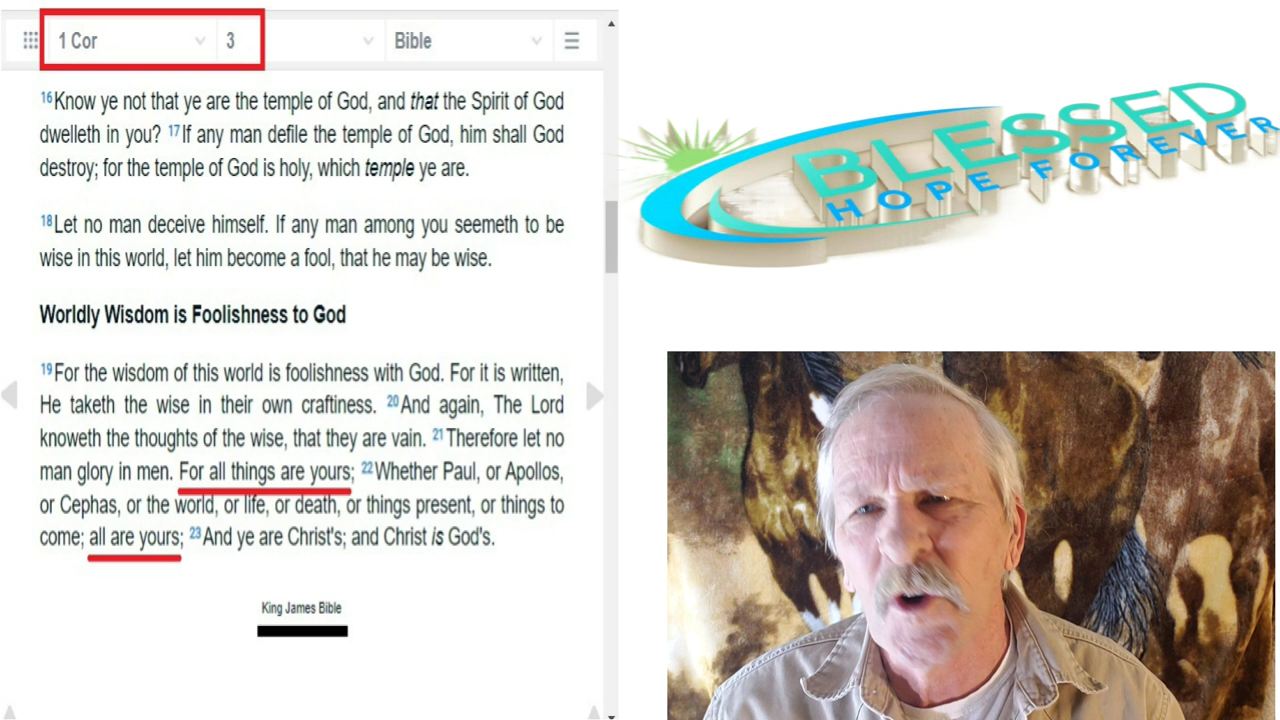 1 Cor 3 Bible
16Know ye not that ye are the temple of God, and that the Spirit of God
dwelleth in you? 17If any man defile the temple of God, him shall God
destroy; for the temple of God is holy, which temple ye are.
18Let no man deceive himself. If any man among you seemeth to be
wise in this world, let him become a fool, that he may be wise.
Worldly Wisdom is Foolishness to God
19For the wisdom of this world is foolishness with God. For it is written,
He taketh the wise in their own craftiness. 20And again, The Lord
knoweth the thoughts of the wise, that they are vain. 21Therefore let no
man glory in men. For all things are yours; 22Whether Paul, or Apollos,
or Cephas, or the world, or life, or death, or things present, or things to
come; all are yours; 23And ye are Christ's; and Christ is God's.
King James Bible
BLESSED
HOPE FOREVER